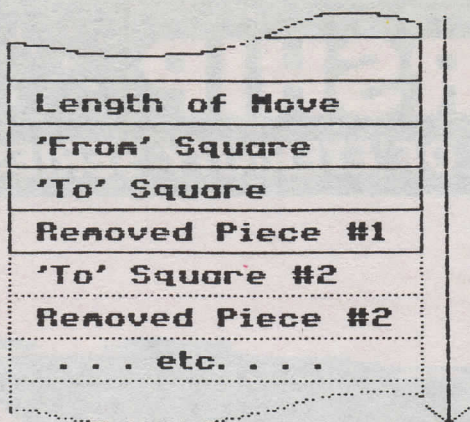 Length of Move
'From' Square
'To' Square
Removed Piece #1
'To' Square #2
Removed Piece #2
. . . etc. . . .